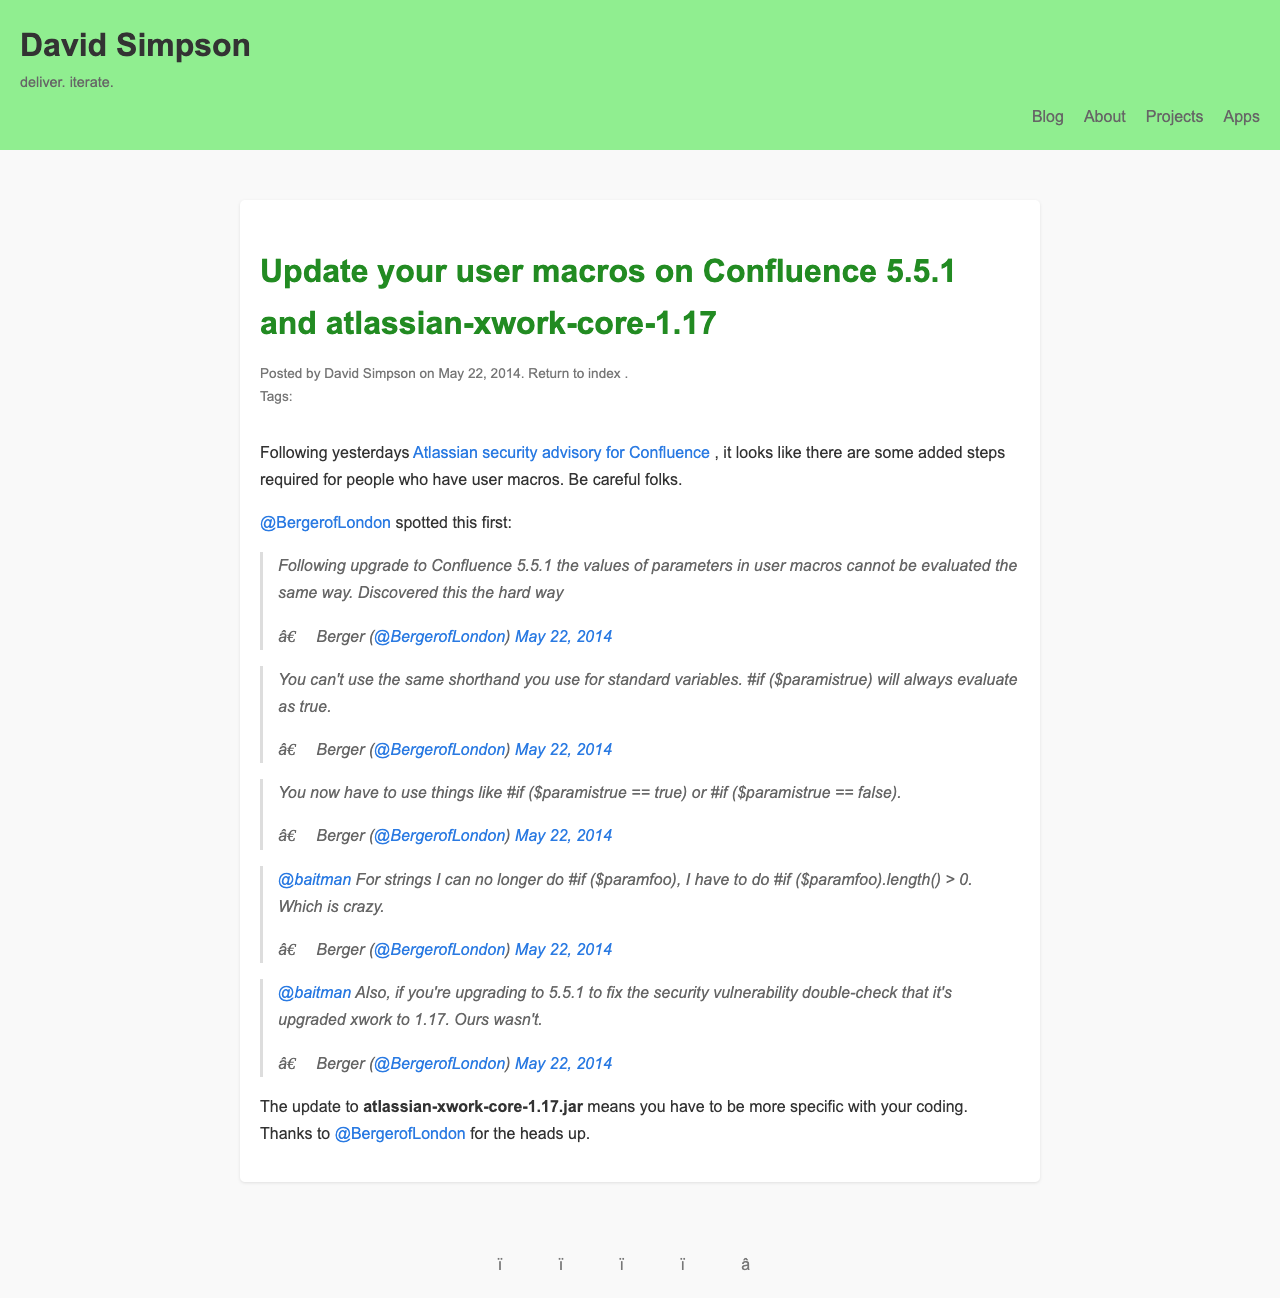 David Simpson
deliver. iterate.
Blog About Projects Apps
Update your user macros on Confluence 5.5.1
and atlassian-xwork-core-1.17
Posted by David Simpson on May 22, 2014. Return to index .
Tags:
Following yesterdays Atlassian security advisory for Confluence , it looks like there are some added steps
required for people who have user macros. Be careful folks.
@BergerofLondon spotted this first:
Following upgrade to Confluence 5.5.1 the values of parameters in user macros cannot be evaluated the
same way. Discovered this the hard way
â€ Berger (@BergerofLondon) May 22, 2014
You can't use the same shorthand you use for standard variables. #if ($paramistrue) will always evaluate
as true.
â€ Berger (@BergerofLondon) May 22, 2014
You now have to use things like #if ($paramistrue == true) or #if ($paramistrue == false).
â€ Berger (@BergerofLondon) May 22, 2014
@baitman For strings I can no longer do #if ($paramfoo), I have to do #if ($paramfoo).length() > 0.
Which is crazy.
â€ Berger (@BergerofLondon) May 22, 2014
@baitman Also, if you're upgrading to 5.5.1 to fix the security vulnerability double-check that it's
upgraded xwork to 1.17. Ours wasn't.
â€ Berger (@BergerofLondon) May 22, 2014
The update to atlassian-xwork-core-1.17.jar means you have to be more specific with your coding.
Thanks to @BergerofLondon for the heads up.
ï ï ï ï â